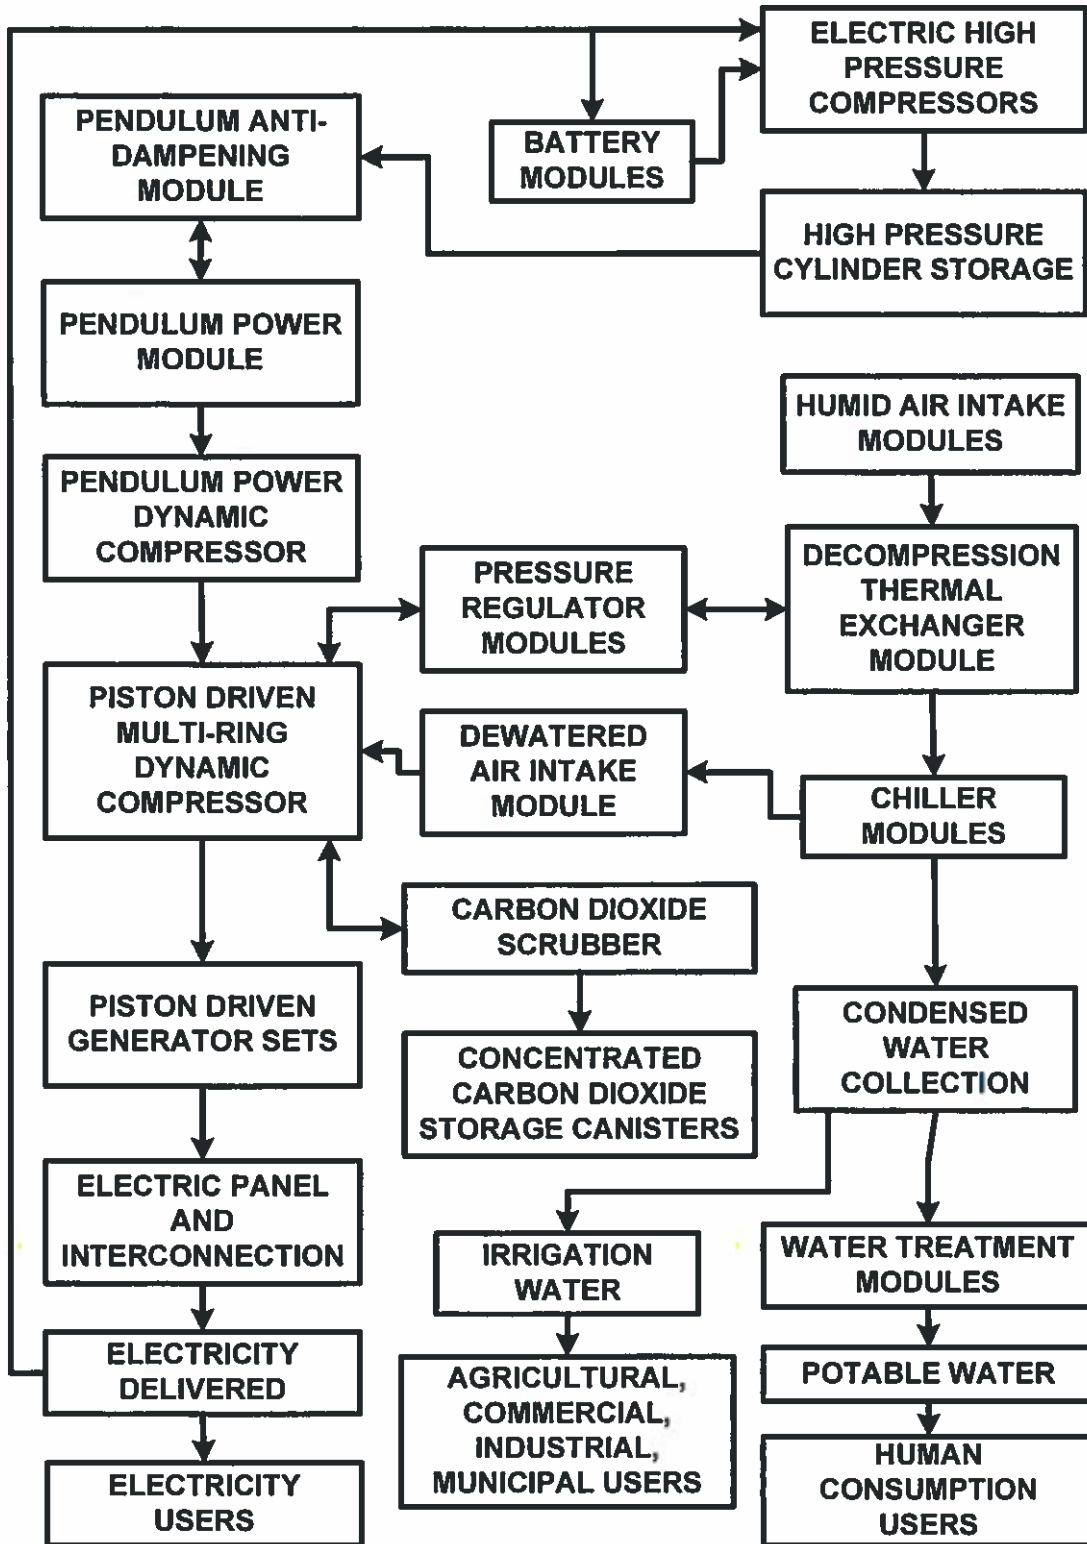 ELECTRIC HIGH
PRESSURE
COMPRESSORS
PENDULUM ANTI-
DAMPENING
MODULE
BATTERY
MODULES
HIGH PRESSURE
CYLINDER STORAGE
PENDULUM POWER
MODULE
HUMID AIR INTAKE
MODULES
PENDULUM POWER
DYNAMIC
COMPRESSOR
PRESSURE
REGULATOR
MODULES
DECOMPRESSION
THERMAL
EXCHANGER
MODULE
PISTON DRIVEN
MULTI-RING
DYNAMIC
COMPRESSOR
DEWATERED
AIR INTAKE
MODULE
CHILLER
MODULES
CARBON DIOXIDE
SCRUBBER
PISTON DRIVEN
GENERATOR SETS
CONCENTRATED
CARBON DIOXIDE
STORAGE CANISTERS
CONDENSED
WATER
COLLECTION
ELECTRIC PANEL
AND
INTERCONNECTION
IRRIGATION
WATER
WATER TREATMENT
MODULES
ELECTRICITY
DELIVERED
AGRICULTURAL,
COMMERCIAL,
INDUSTRIAL,
MUNICIPAL USERS
POTABLE WATER
ELECTRICITY
USERS
HUMAN
CONSUMPTION
USERS